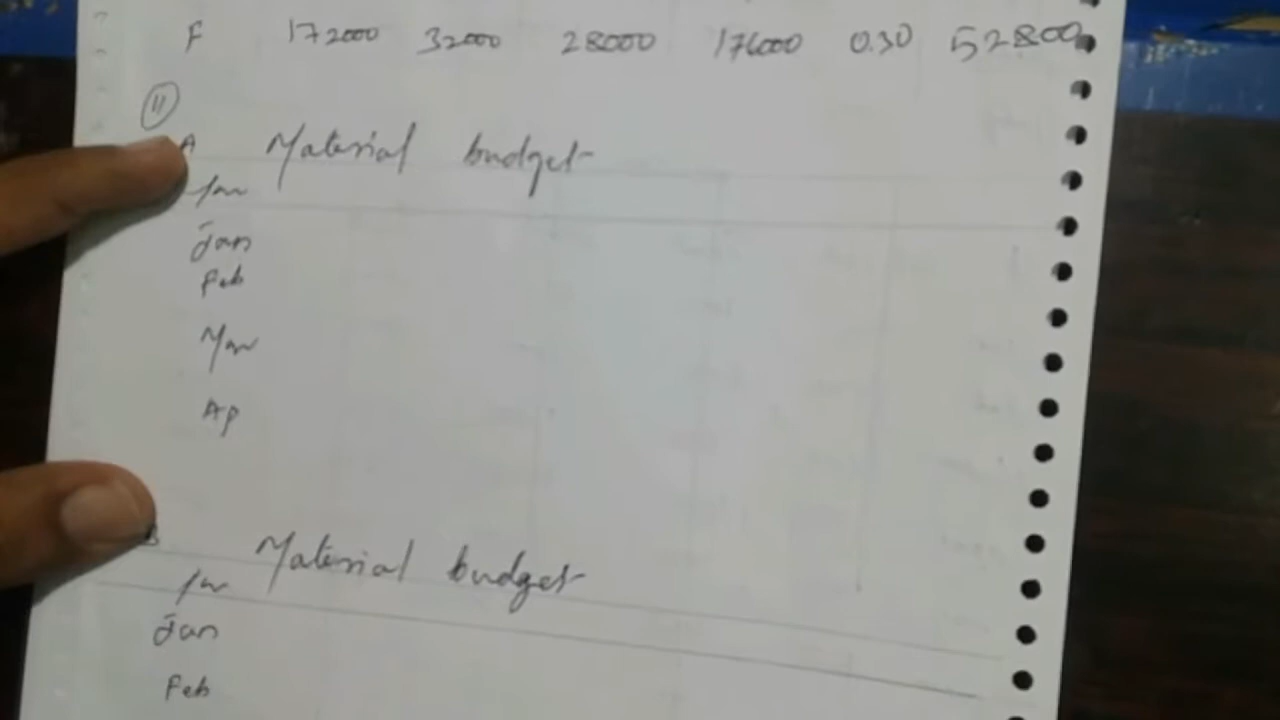 F 172000 32000 28000 176000 0.30 52800
11
A Material budget
Jan
Feb
Mar
Ap
B Material budget
Jan
Feb